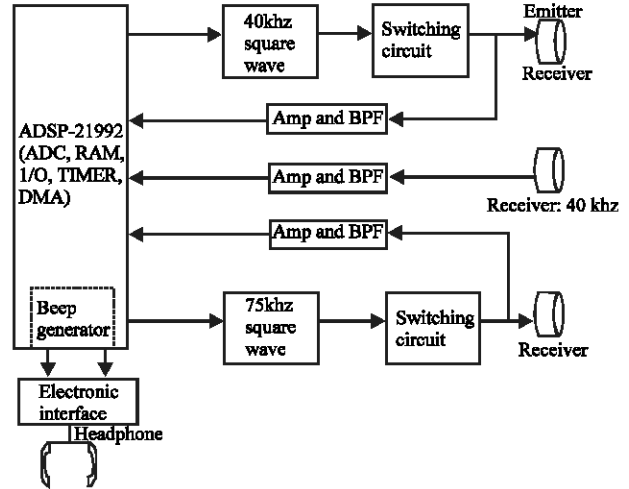 40khz
square
wave
Switching
circuit
Emitter
Receiver
Amp and BPF
ADSP-21992
(ADC, RAM,
1/O, TIMER,
DMA)
Amp and BPF
Receiver: 40 khz
Amp and BPF
Beep
generator
75khz
square
wave
Switching
circuit
Receiver
Electronic
interface
Headphone